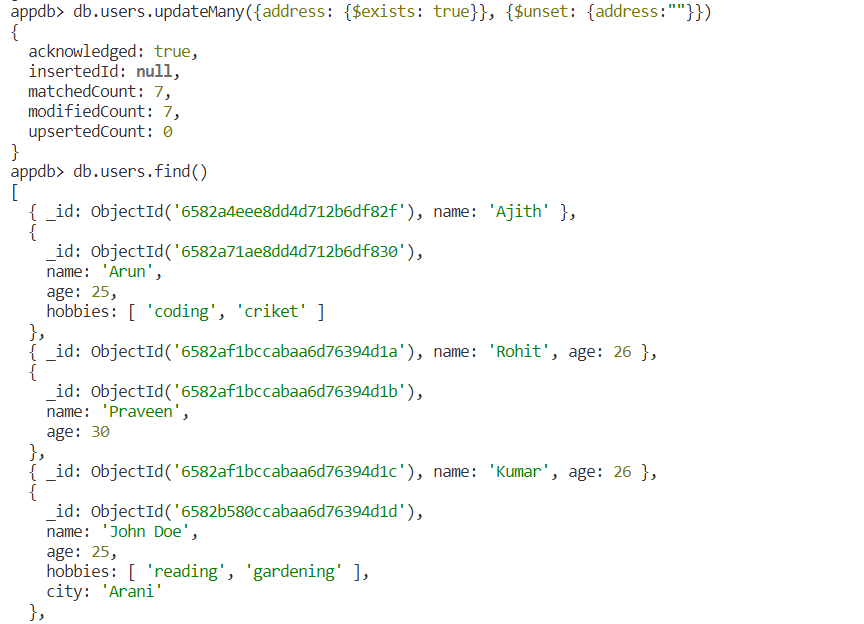 appdb> db.users.updateMany({address: {$exists: true}}, {$unset: {address:""}})
{
  acknowledged: true,
  insertedId: null,
  matchedCount: 7,
  modifiedCount: 7,
  upsertedCount: 0
}
appdb> db.users.find()
[
  { _id: ObjectId('6582a4eee8dd4d712b6df82f'), name: 'Ajith' },
  {
    _id: ObjectId('6582a71ae8dd4d712b6df830'),
    name: 'Arun',
    age: 25,
    hobbies: [ 'coding', 'criket' ]
  },
  { _id: ObjectId('6582af1bccabaa6d76394d1a'), name: 'Rohit', age: 26 },
  {
    _id: ObjectId('6582af1bccabaa6d76394d1b'),
    name: 'Praveen',
    age: 30
  },
  { _id: ObjectId('6582af1bccabaa6d76394d1c'), name: 'Kumar', age: 26 },
  {
    _id: ObjectId('6582b580ccabaa6d76394d1d'),
    name: 'John Doe',
    age: 25,
    hobbies: [ 'reading', 'gardening' ],
    city: 'Arani'
  },